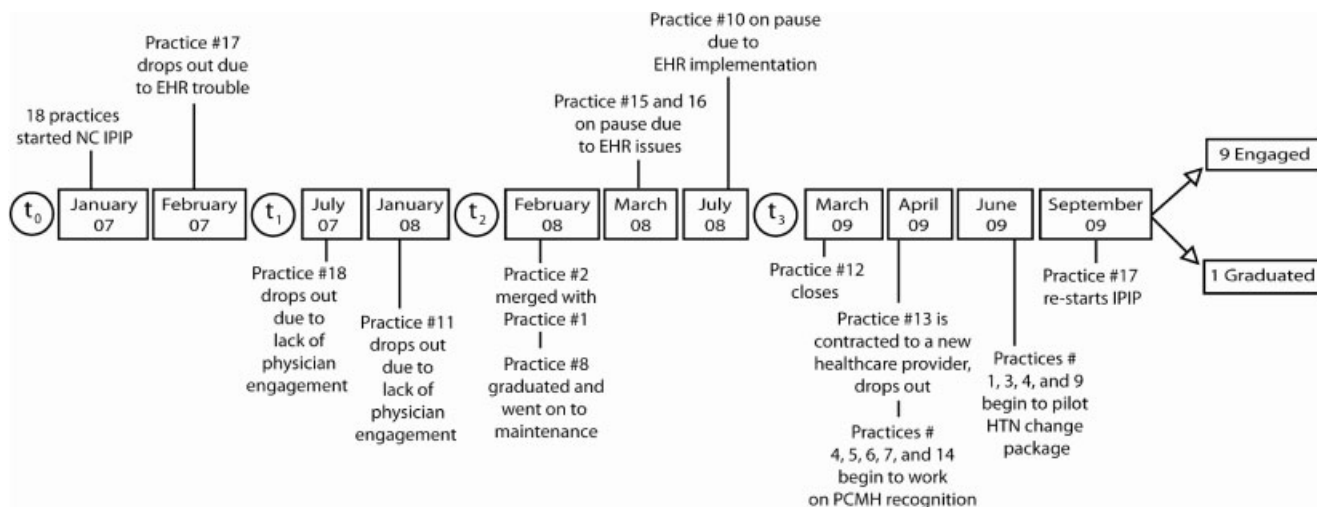 18 practices
started NC IPIP
Practice #17
drops out due
to EHR trouble
Practice #15 and 16
on pause due
to EHR issues
Practice #10 on pause
due to
EHR implementation
t0
January
07
February
07
t1
July
07
January
08
t2
February
08
March
08
July
08
t3
March
09
April
09
June
09
September
09
9 Engaged
1 Graduated
Practice #18
drops out
due to
lack of
physician
engagement
Practice #11
drops out
due to
lack of
physician
engagement
Practice #2
merged with
Practice #1
Practice #8
graduated and
went on to
maintenance
Practice #12
closes
Practice #13 is
contracted to a new
healthcare provider,
drops out
Practices #
4, 5, 6, 7, and 14
begin to work
on PCMH recognition
Practices #
1, 3, 4, and 9
begin to pilot
HTN change
package
Practice #17
re-starts IPIP